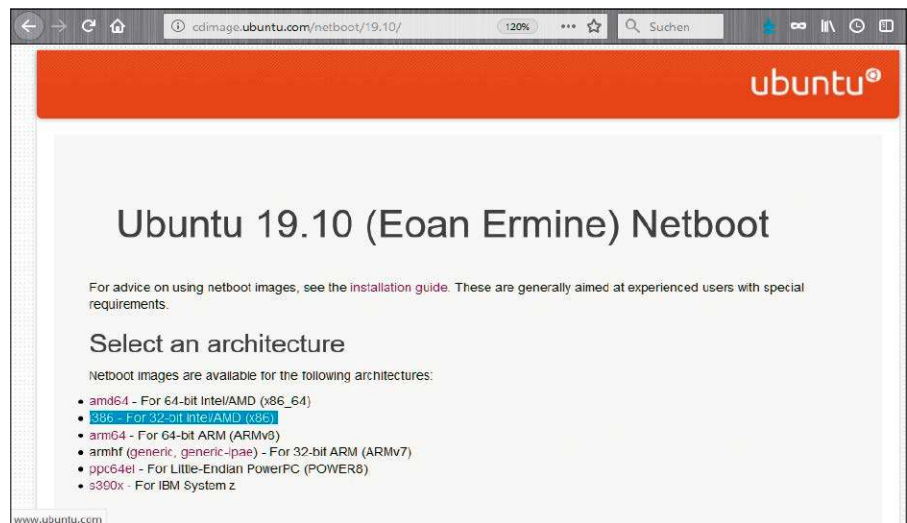 cdimage.ubuntu.com/netboot/19.10/
120%
Suchen
ubuntu
Ubuntu 19.10 (Eoan Ermine) Netboot
For advice on using netboot images, see the installation guide. These are generally aimed at experienced users with special
requirements.
Select an architecture
Netboot images are available for the following architectures:
• amd64 - For 64-bit Intel/AMD (x86_64)
• i386 - For 32-bit Intel/AMD (x86)
• arm64 - For 64-bit ARM (ARMv8)
• armhf (generic, generic-lpae) - For 32-bit ARM (ARMv7)
• ppc64el - For Little-Endian PowerPC (POWER8)
• s390x - For IBM System z
www.ubuntu.com